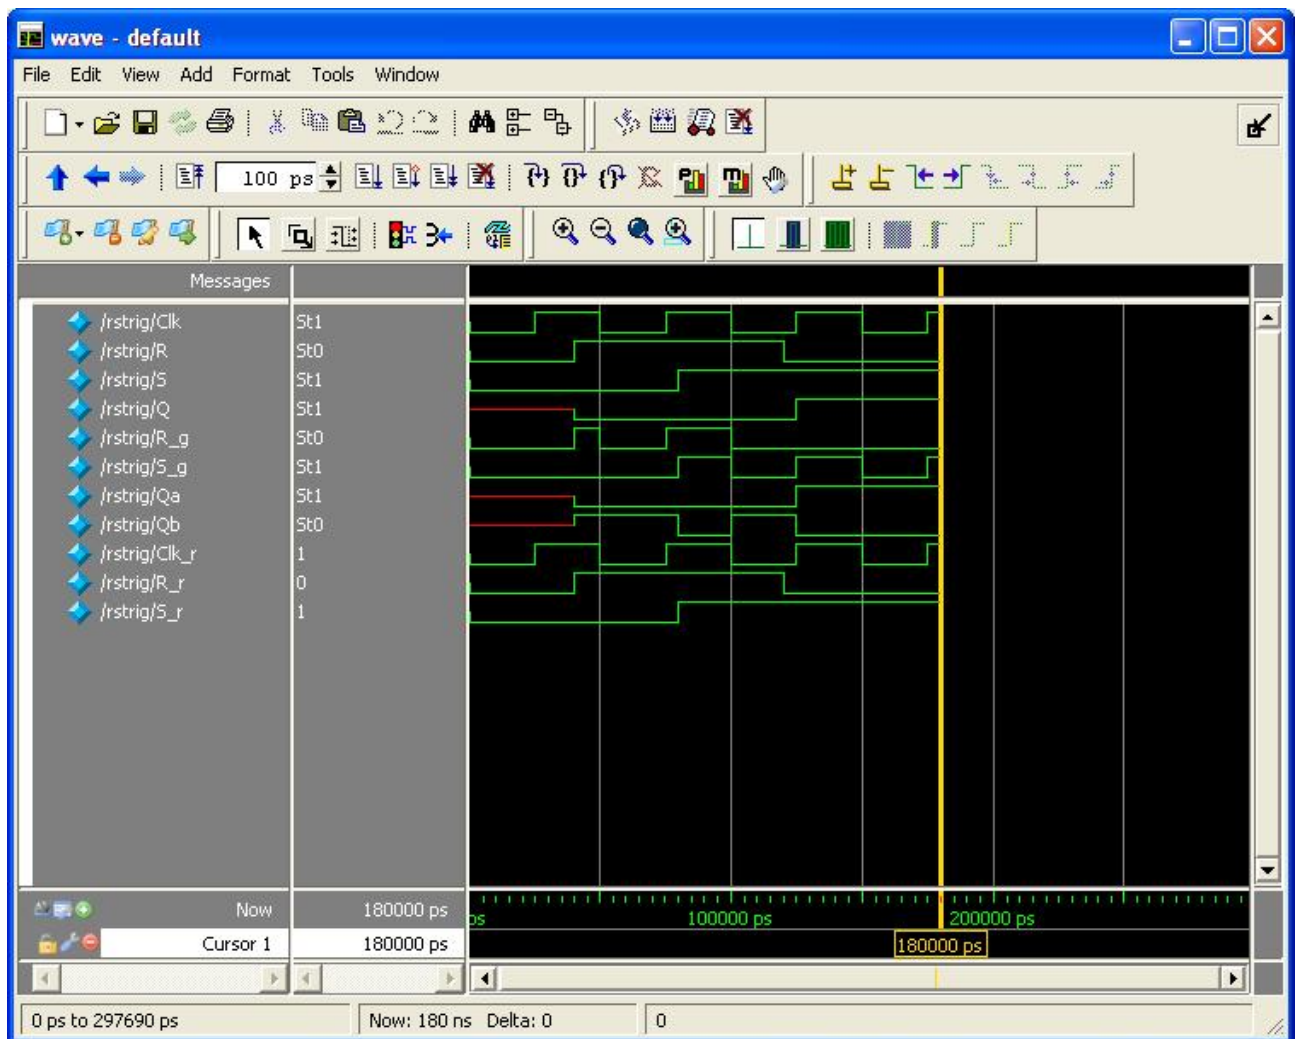 wave - default
File Edit View Add Format Tools Window
100 ps
Messages
/rstrig/Clk St1
/rstrig/R St0
/rstrig/S St1
/rstrig/Q St1
/rstrig/R_g St0
/rstrig/S_g St1
/rstrig/Qa St1
/rstrig/Qb St0
/rstrig/Clk_r 1
/rstrig/R_r 0
/rstrig/S_r 1
Now 180000 ps ps 100000 ps 200000 ps
Cursor 1 180000 ps 180000 ps
0 ps to 297690 ps Now: 180 ns Delta: 0 0